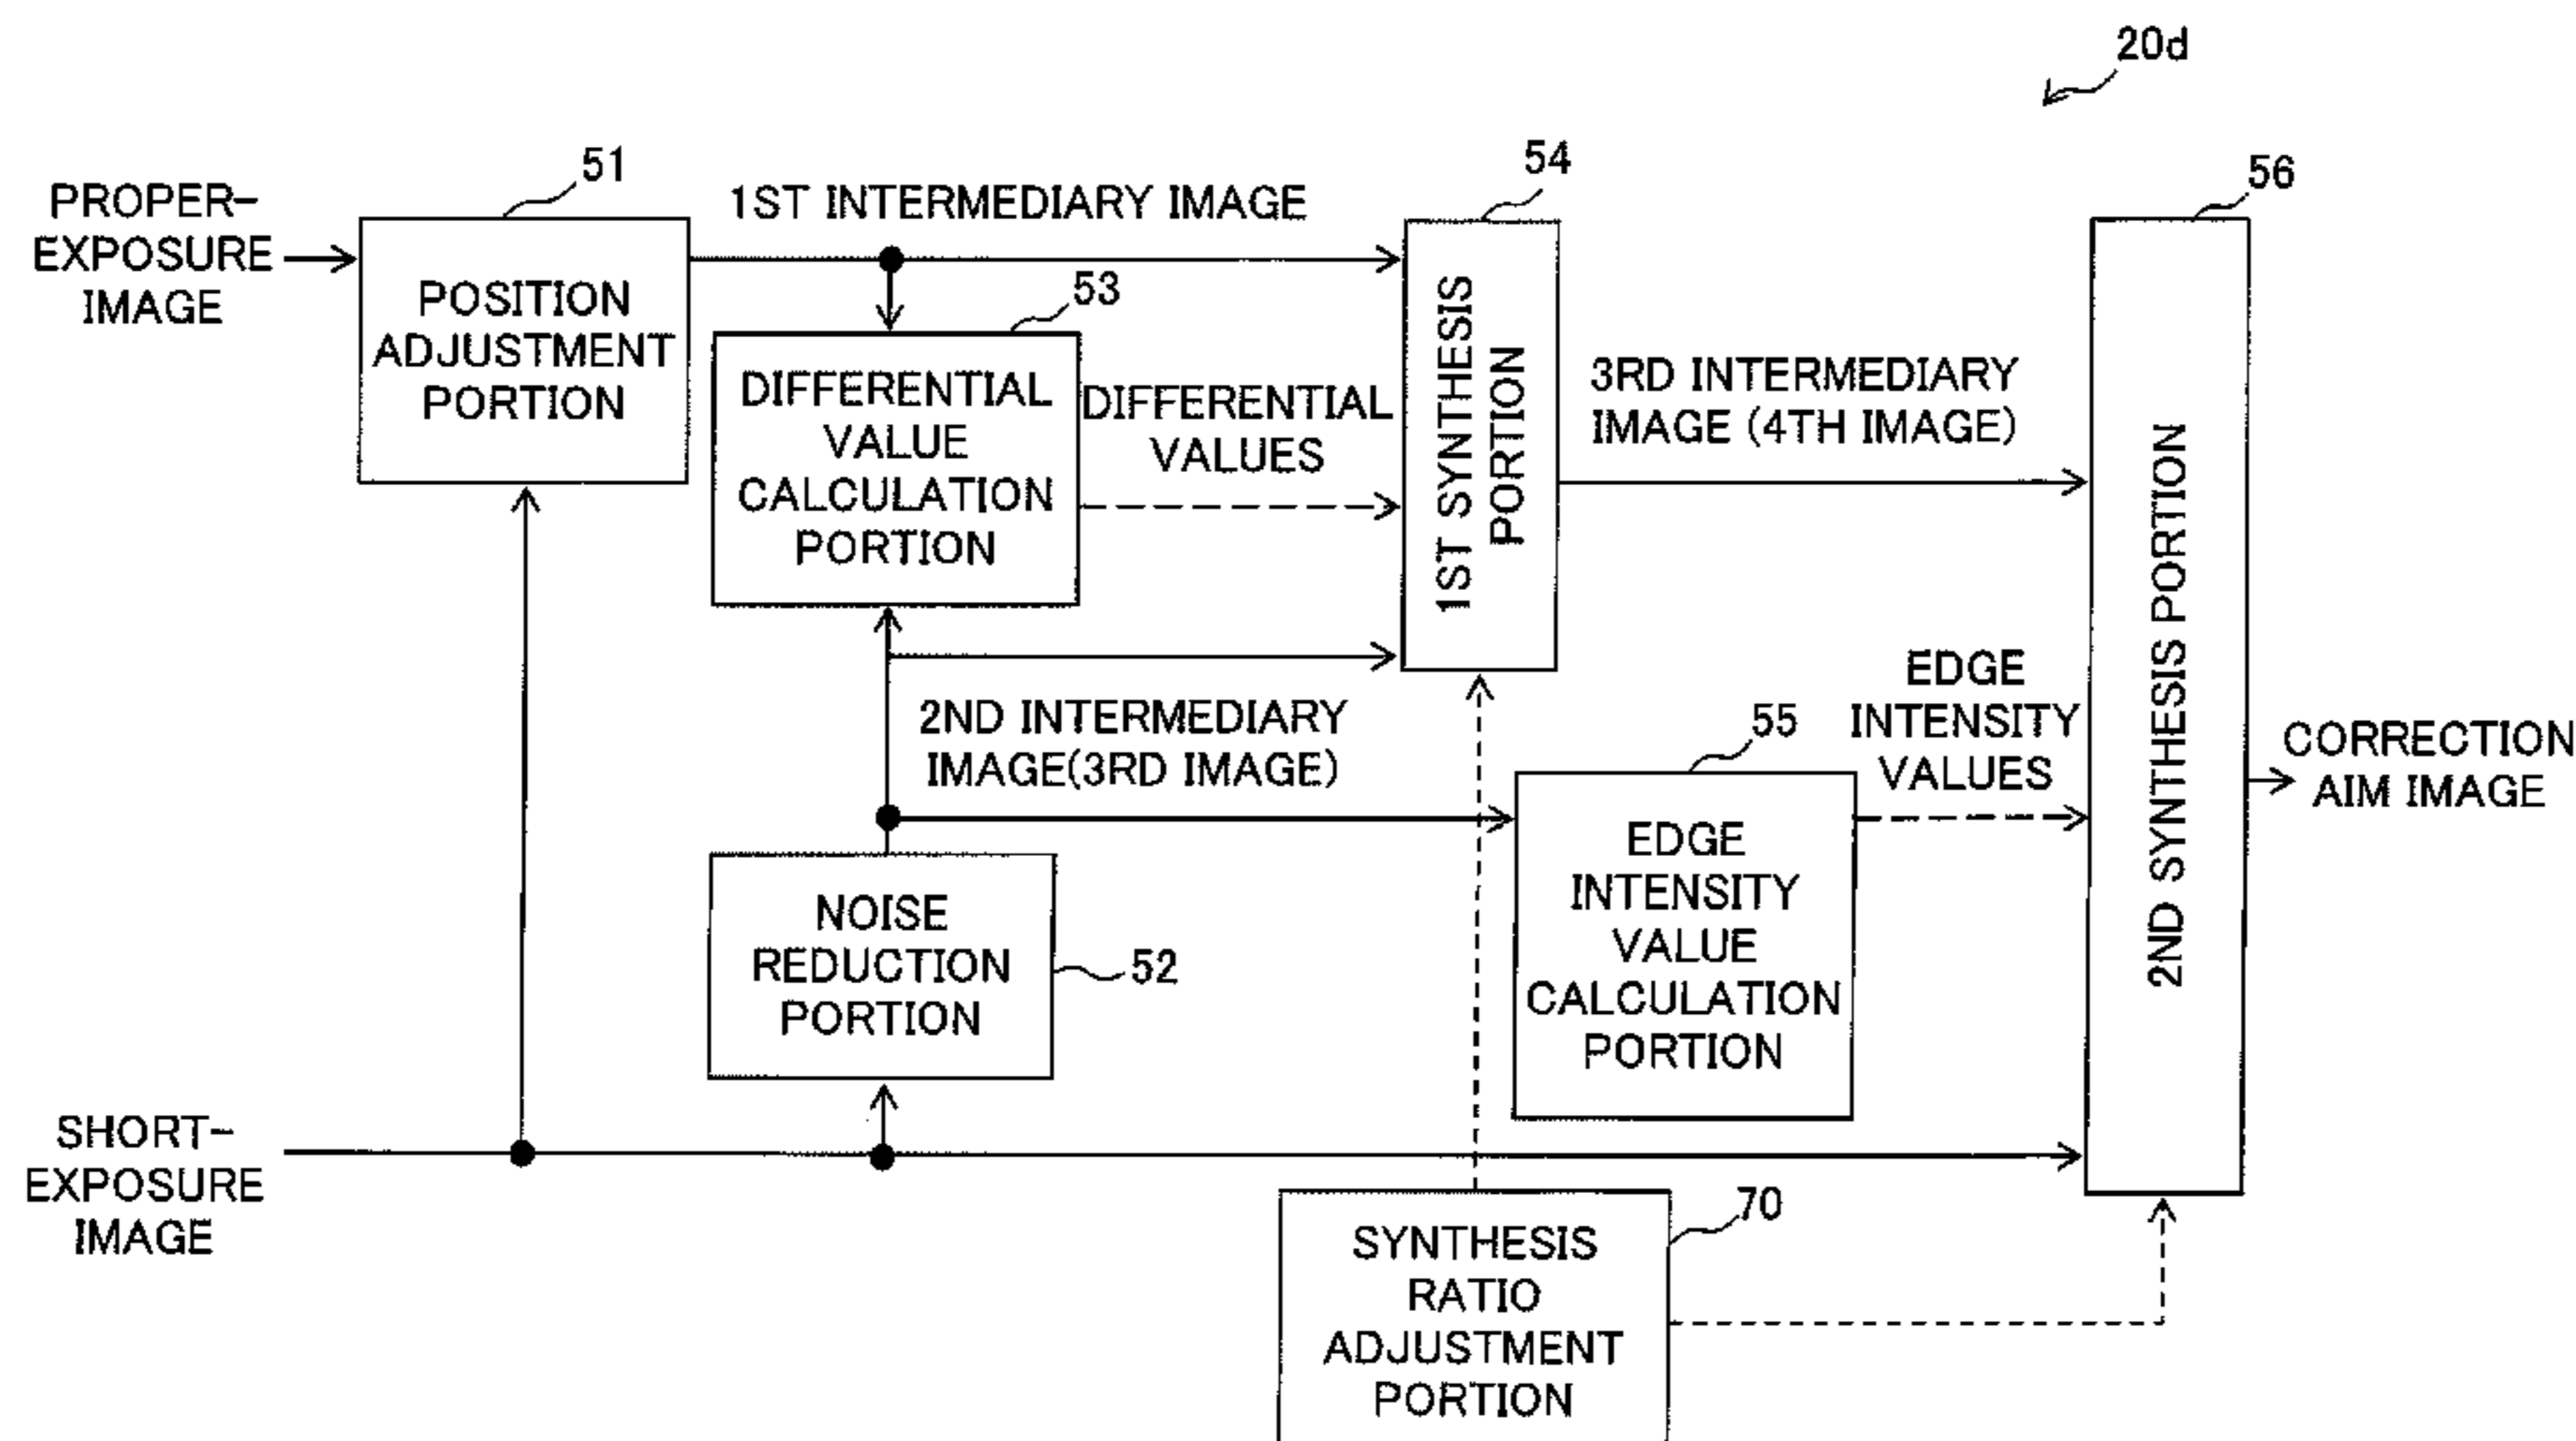 20d
PROPER-
EXPOSURE
IMAGE
51
POSITION
ADJUSTMENT
PORTION
1ST INTERMEDIARY IMAGE
53
DIFFERENTIAL
VALUE
CALCULATION
PORTION
DIFFERENTIAL
VALUES
54
1ST SYNTHESIS
PORTION
3RD INTERMEDIARY
IMAGE (4TH IMAGE)
56
2ND SYNTHESIS PORTION
2ND INTERMEDIARY
IMAGE(3RD IMAGE)
55
EDGE
INTENSITY
VALUE
CALCULATION
PORTION
EDGE
INTENSITY
VALUES
CORRECTION
AIM IMAGE
NOISE
REDUCTION
PORTION
52
SHORT-
EXPOSURE
IMAGE
70
SYNTHESIS
RATIO
ADJUSTMENT
PORTION